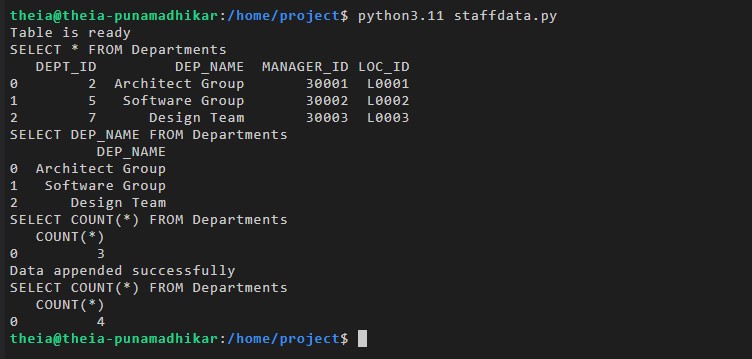 theia@theia-punamadhikar:/home/project$ python3.11 staffdata.py
Table is ready
SELECT * FROM Departments
   DEPT_ID         DEP_NAME  MANAGER_ID LOC_ID
0        2  Architect Group       30001  L0001
1        5   Software Group       30002  L0002
2        7      Design Team       30003  L0003
SELECT DEP_NAME FROM Departments
          DEP_NAME
0  Architect Group
1   Software Group
2      Design Team
SELECT COUNT(*) FROM Departments
   COUNT(*)
0         3
Data appended successfully
SELECT COUNT(*) FROM Departments
   COUNT(*)
0         4
theia@theia-punamadhikar:/home/project$